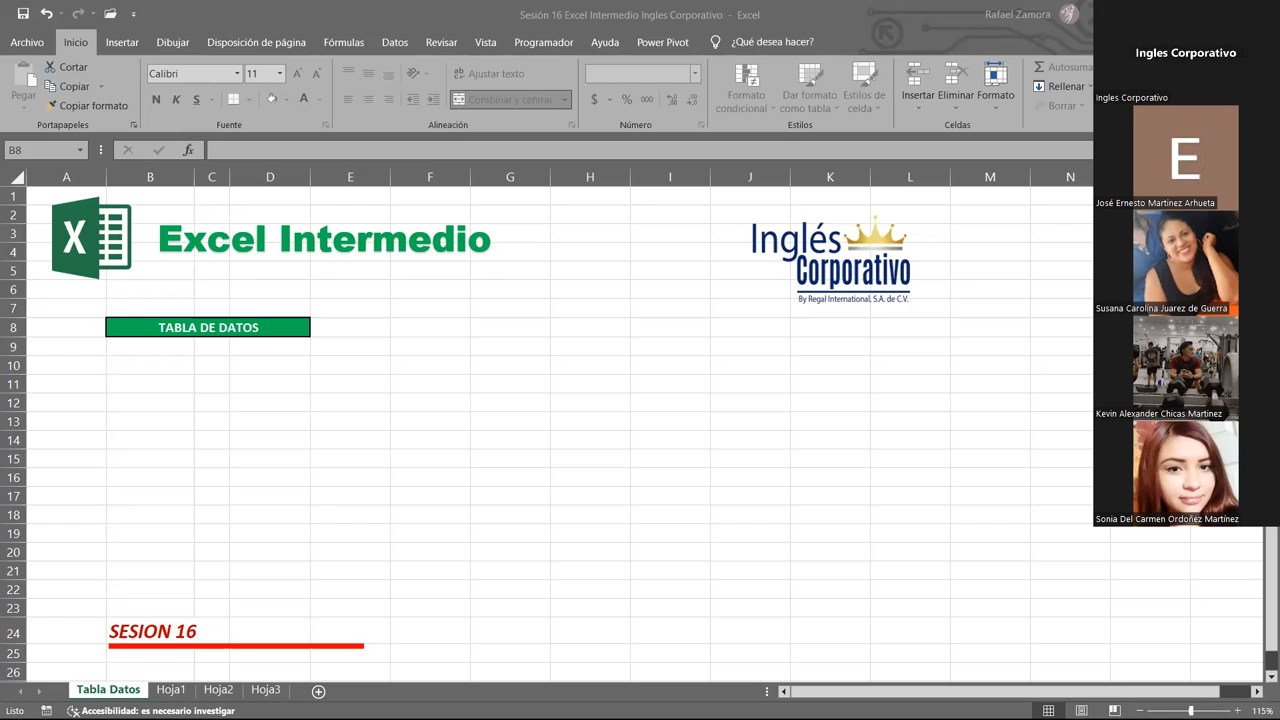 Sesión 16 Excel Intermedio Ingles Corporativo - Excel
Rafael Zamora
Archivo Inicio Insertar Dibujar Disposición de página Fórmulas Datos Revisar Vista Programador Ayuda Power Pivot ¿Qué desea hacer?
Pegar
Cortar
Copiar
Copiar formato
Portapapeles
Calibri 11
N K S
Fuente
Ajustar texto
Combinar y centrar
Alineación
$ % 000
Número
Formato condicional
Dar formato como tabla
Estilos de celda
Estilos
Insertar Eliminar Formato
Celdas
Autosuma
Rellenar
Borrar
B8
fx
A B C D E F G H I J K L M N
1
2
3
4
5
6
7
8
9
10
11
12
13
14
15
16
17
18
19
20
21
22
23
24
25
26
X
Excel Intermedio
Inglés
Corporativo
By Regal International, S.A. de C.V.
TABLA DE DATOS
SESION 16
Tabla Datos Hoja1 Hoja2 Hoja3
Listo
Accesibilidad: es necesario investigar
115%
Ingles Corporativo
Ingles Corporativo
E
José Ernesto Martinez Arhueta
Susana Carolina Juarez de Guerra
Kevin Alexander Chicas Martinez
Sonia Del Carmen Ordoñez Martínez